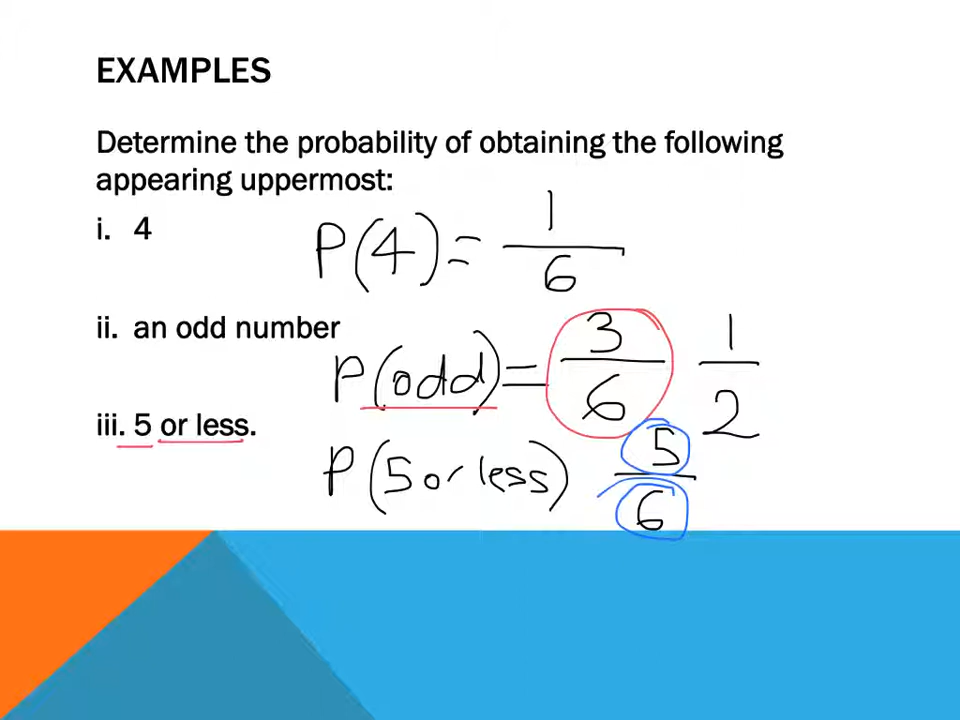 EXAMPLES
Determine the probability of obtaining the following
appearing uppermost:
i. 4
P(4) = 1/6
ii. an odd number
P(odd) = 3/6 1/2
iii. 5 or less.
P(5 or less) 5/6